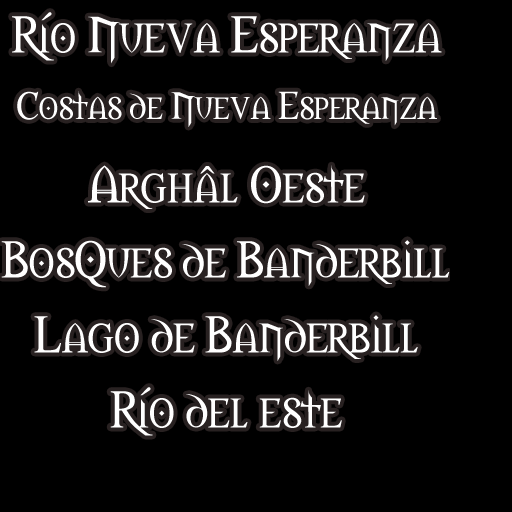 Río Nueva Esperanza
Costas de Nueva Esperanza
Arghâl Oeste
Bosques de Banderbill
Lago de Banderbill
Río del este